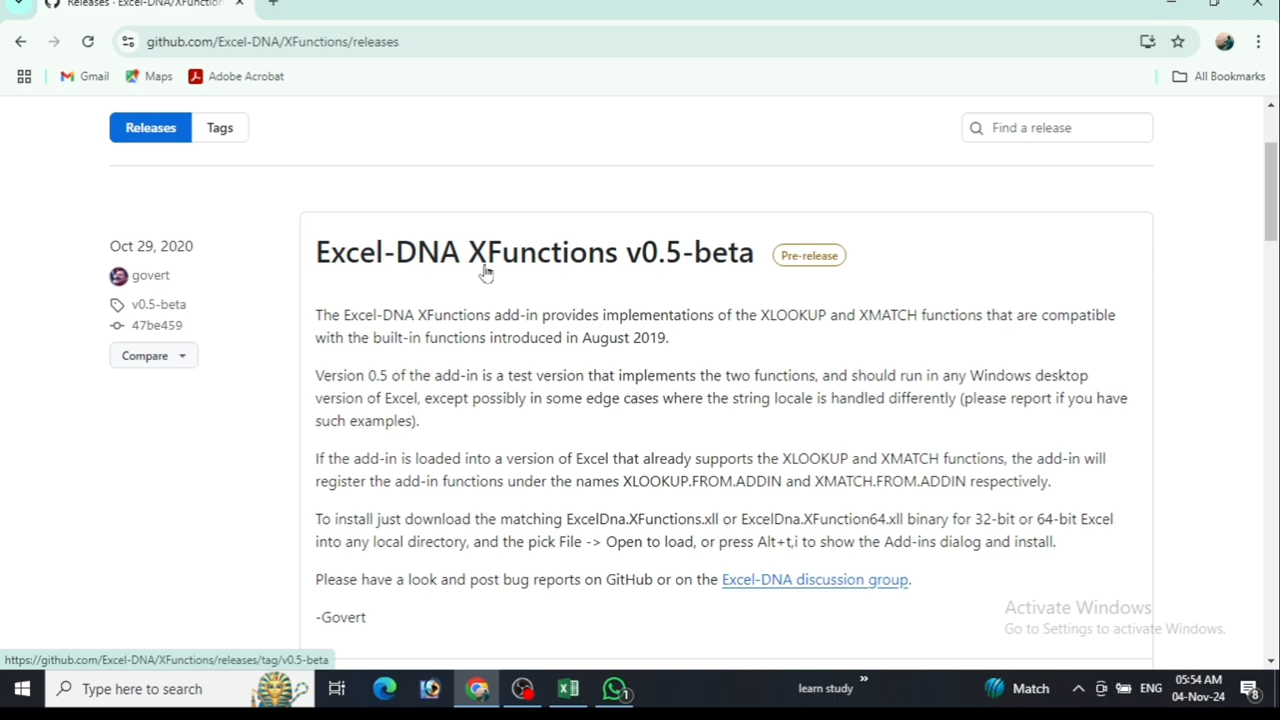 Releases · Excel-DNA/XFunction
github.com/Excel-DNA/XFunctions/releases
Gmail
Maps
Adobe Acrobat
All Bookmarks
Releases
Tags
Find a release
Oct 29, 2020
govert
v0.5-beta
47be459
Compare
Excel-DNA XFunctions v0.5-beta
Pre-release
The Excel-DNA XFunctions add-in provides implementations of the XLOOKUP and XMATCH functions that are compatible
with the built-in functions introduced in August 2019.
Version 0.5 of the add-in is a test version that implements the two functions, and should run in any Windows desktop
version of Excel, except possibly in some edge cases where the string locale is handled differently (please report if you have
such examples).
If the add-in is loaded into a version of Excel that already supports the XLOOKUP and XMATCH functions, the add-in will
register the add-in functions under the names XLOOKUP.FROM.ADDIN and XMATCH.FROM.ADDIN respectively.
To install just download the matching ExcelDna.XFunctions.xll or ExcelDna.XFunction64.xll binary for 32-bit or 64-bit Excel
into any local directory, and the pick File -> Open to load, or press Alt+t,i to show the Add-ins dialog and install.
Please have a look and post bug reports on GitHub or on the Excel-DNA discussion group.
-Govert
Activate Windows
Go to Settings to activate Windows.
https://github.com/Excel-DNA/XFunctions/releases/tag/v0.5-beta
Type here to search
1
learn study
Match
ENG
05:54 AM
04-Nov-24
8